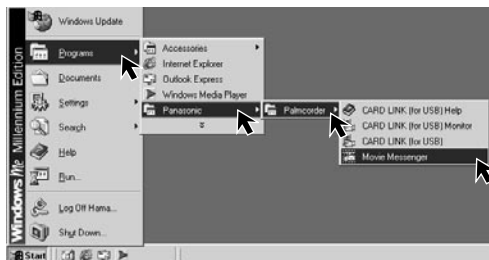 Windows Me Millennium Edition
Windows Update
Programs
Documents
Settings
Search
Help
Run...
Log Off Hama...
Shut Down...
Start
Accessories
Internet Explorer
Outlook Express
Windows Media Player
Panasonic
Palmcorder
CARD LINK (for USB) Help
CARD LINK (for USB) Monitor
CARD LINK (for USB)
Movie Messenger